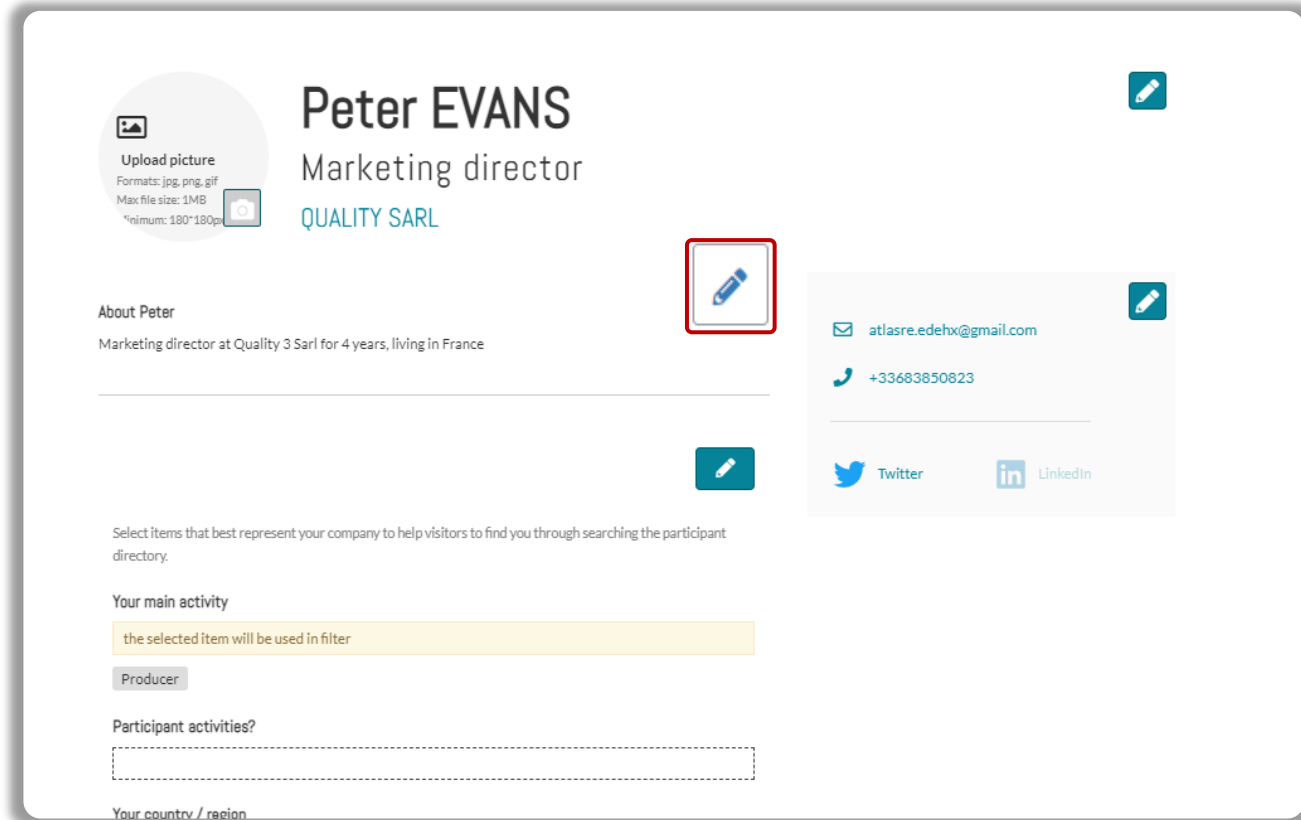 Peter EVANS
Marketing director
QUALITY SARL
Upload picture
Formats: jpg, png, gif
Max file size: 1MB
Minimum: 180*180px
About Peter
Marketing director at Quality 3 Sarl for 4 years, living in France
atlasre.edehx@gmail.com
+33683850823
Twitter
LinkedIn
Select items that best represent your company to help visitors to find you through searching the participant
directory.
Your main activity
the selected item will be used in filter
Producer
Participant activities?
Your country / region